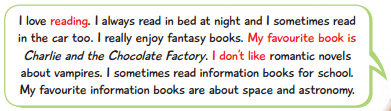 I love reading. I always read in bed at night and I sometimes read
in the car too. I really enjoy fantasy books. My favourite book is
Charlie and the Chocolate Factory. I don't like romantic novels
about vampires. I sometimes read information books for school.
My favourite information books are about space and astronomy.